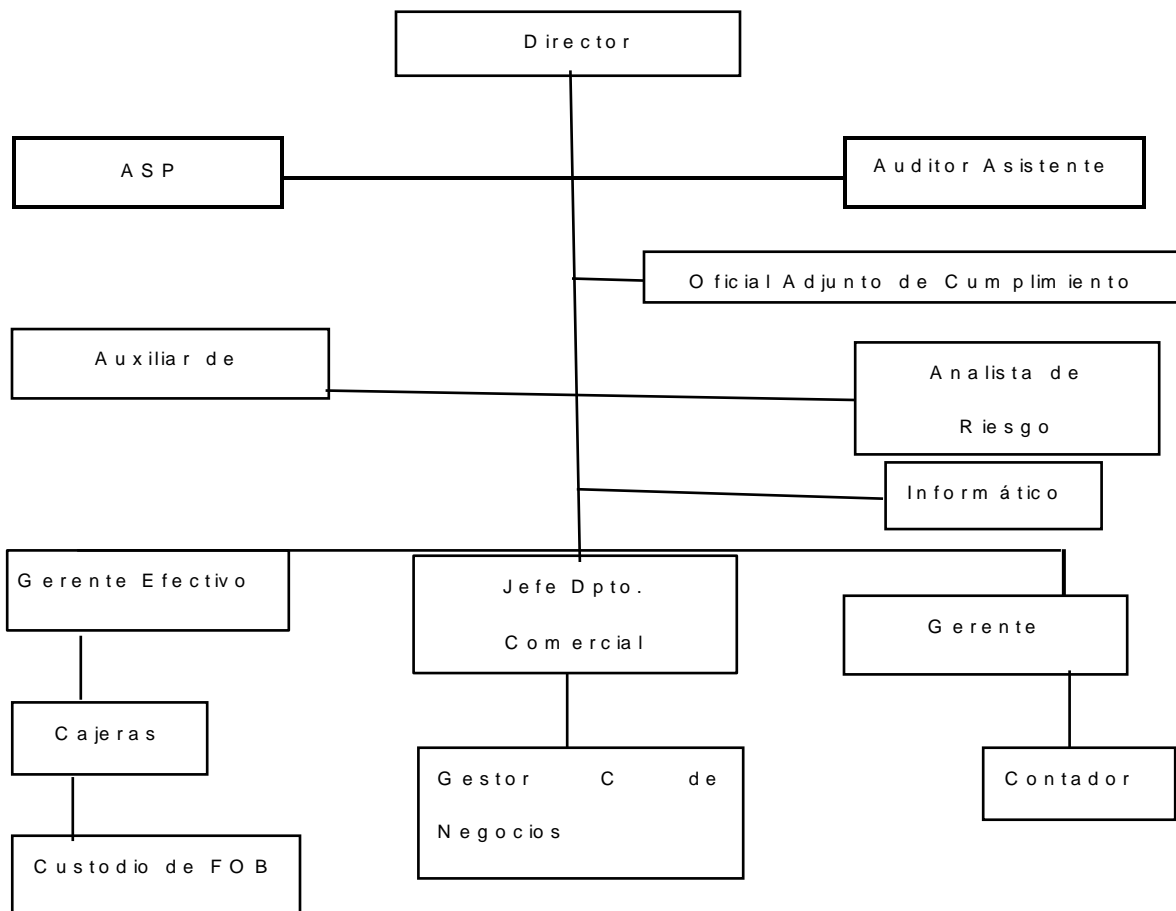 Director
ASP
Auditor Asistente
Oficial Adjunto de Cumplimiento
Auxiliar de
Analista de
Riesgo
Informático
Gerente Efectivo
Jefe Dpto.
Comercial
Gerente
Cajeras
Gestor C de
Negocios
Contador
Custodio de FOB